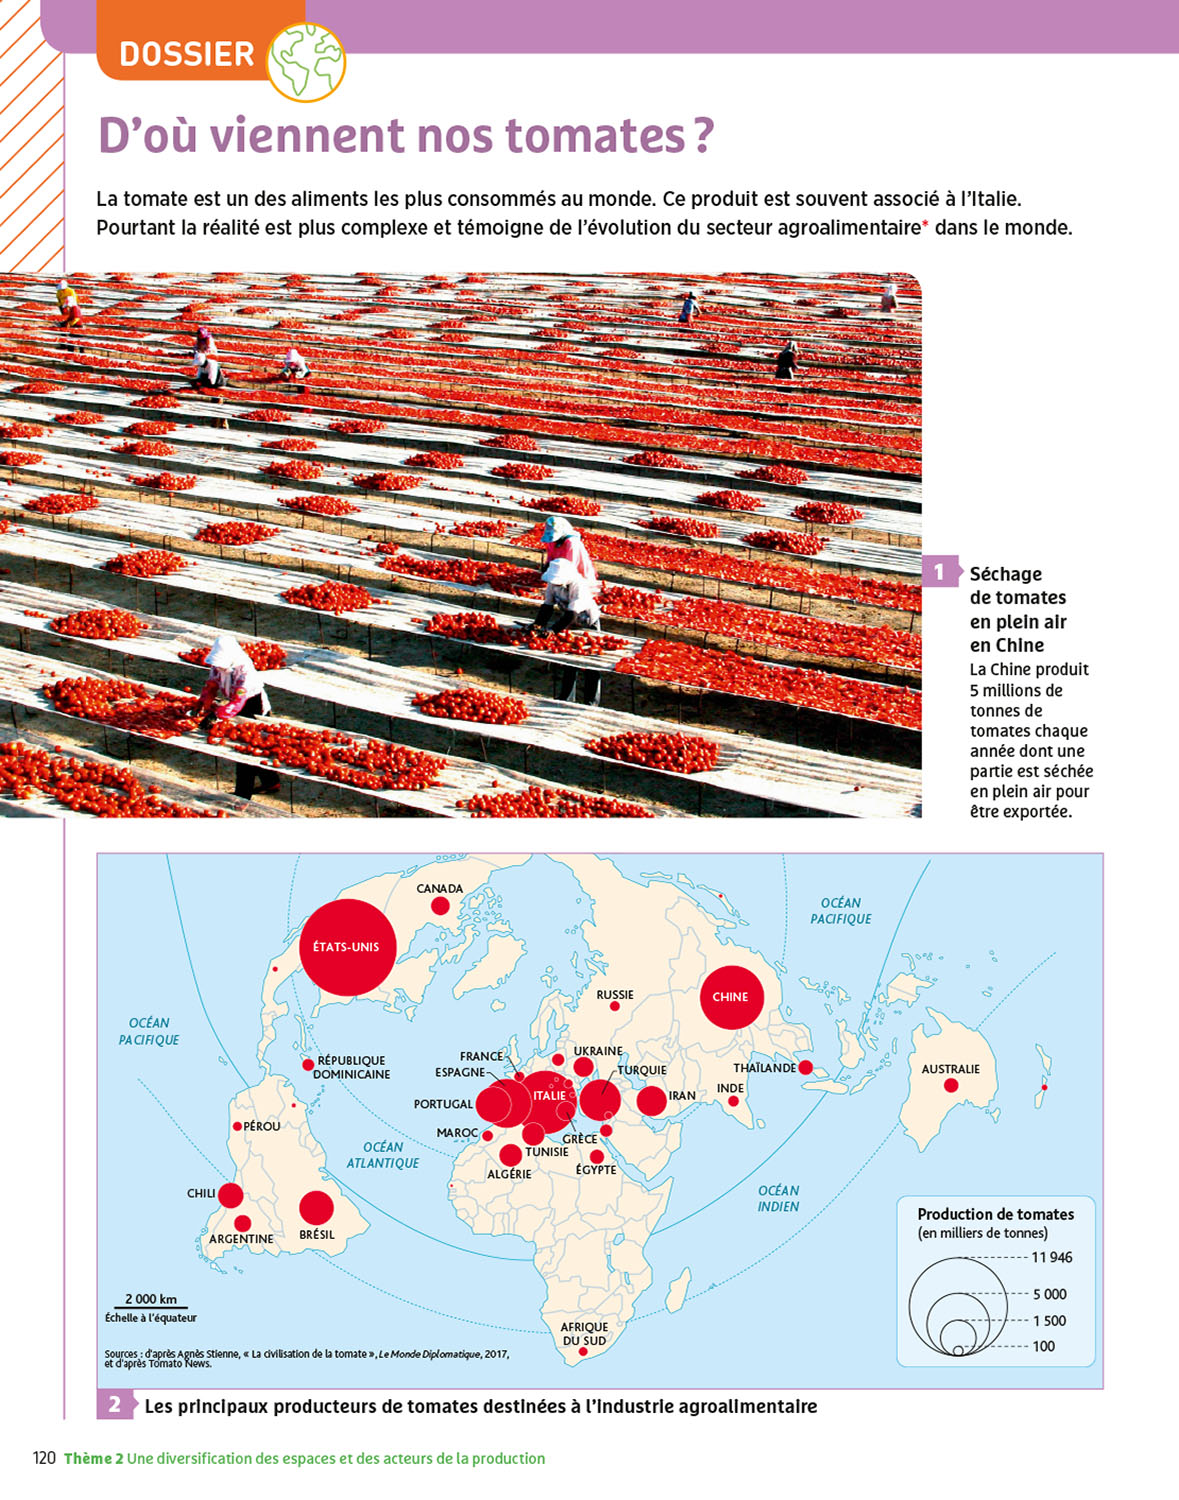 DOSSIER
D'où viennent nos tomates ?
La tomate est un des aliments les plus consommés au monde. Ce produit est souvent associé à l'Italie.
Pourtant la réalité est plus complexe et témoigne de l'évolution du secteur agroalimentaire* dans le monde.
1
Séchage
de tomates
en plein air
en Chine
La Chine produit
5 millions de
tonnes de
tomates chaque
année dont une
partie est séchée
en plein air pour
être exportée.
CANADA
ÉTATS-UNIS
OCÉAN
PACIFIQUE
RUSSIE
CHINE
OCÉAN
PACIFIQUE
RÉPUBLIQUE
DOMINICAINE
FRANCE
ESPAGNE
UKRAINE
TURQUIE
THAÏLANDE
AUSTRALIE
PORTUGAL
ITALIE
IRAN
INDE
PÉROU
MAROC
GRÈCE
TUNISIE
OCÉAN
ATLANTIQUE
ALGÉRIE
ÉGYPTE
CHILI
ARGENTINE
BRÉSIL
OCÉAN
INDIEN
AFRIQUE
DU SUD
Production de tomates
(en milliers de tonnes)
11 946
5 000
1 500
100
2 000 km
Échelle à l'équateur
Sources : d'après Agnès Stienne, « La civilisation de la tomate », Le Monde Diplomatique, 2017,
et d'après Tomato News.
2 Les principaux producteurs de tomates destinées à l'industrie agroalimentaire
120 Thème 2 Une diversification des espaces et des acteurs de la production